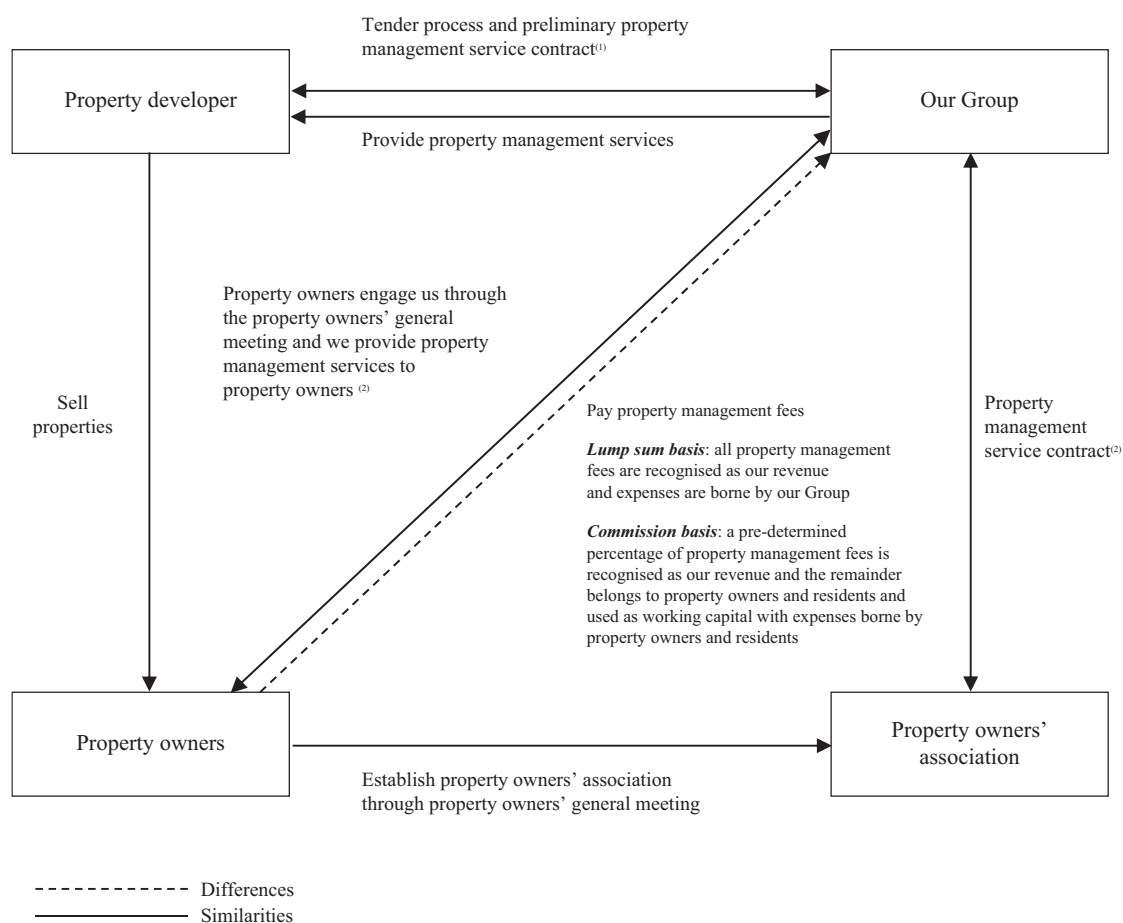 Tender process and preliminary property
management service contract(1)
Property developer
Our Group
Provide property management services
Property owners engage us through
the property owners’ general
meeting and we provide property
management services to
property owners (2)
Sell
properties
Pay property management fees
Lump sum basis: all property management
fees are recognised as our revenue
and expenses are borne by our Group
Commission basis: a pre-determined
percentage of property management fees is
recognised as our revenue and the remainder
belongs to property owners and residents and
used as working capital with expenses borne by
property owners and residents
Property
management
service contract(2)
Property owners
Property owners’
association
Establish property owners’ association
through property owners’ general meeting
Differences
Similarities